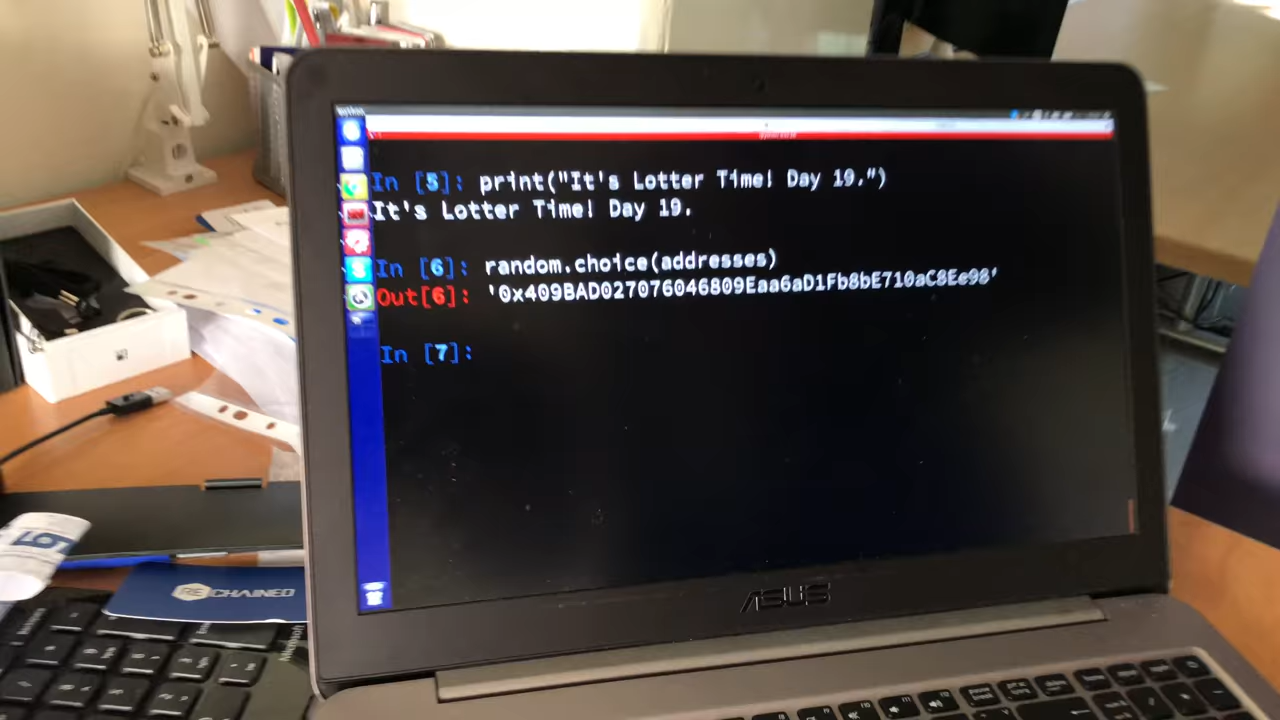 In [5]: print("It's Lotter Time! Day 19.")
It's Lotter Time! Day 19.
In [6]: random.choice(addresses)
Out[6]: '0x409BAD027076046809Eaa6aD1Fb8bE710aC8Ee98'
In [7]:
ASUS
RECHAINED
Microsoft